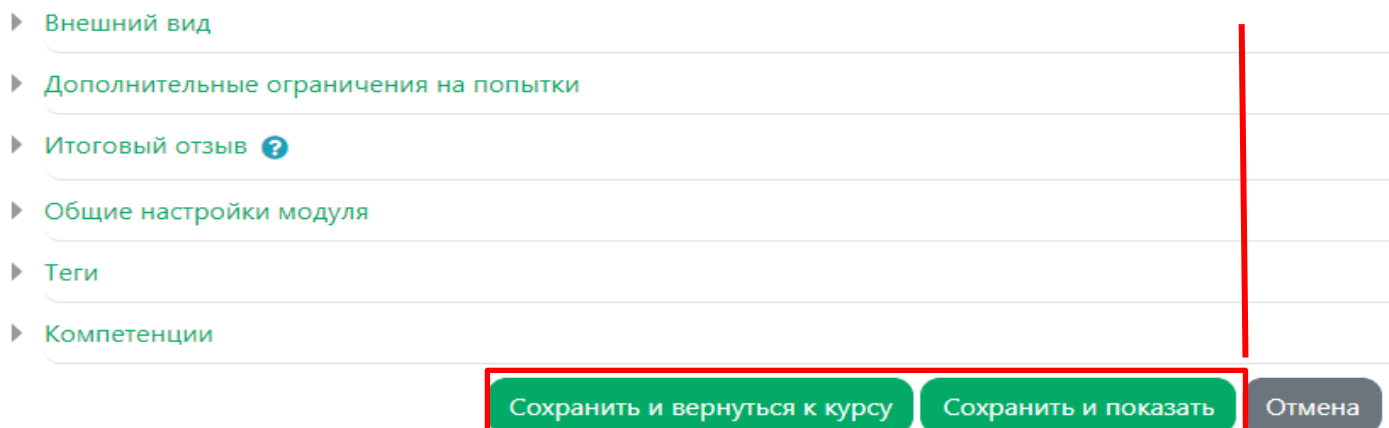 Внешний вид
Дополнительные ограничения на попытки
Итоговый отзыв ?
Общие настройки модуля
Теги
Компетенции
Сохранить и вернуться к курсу Сохранить и показать Отмена